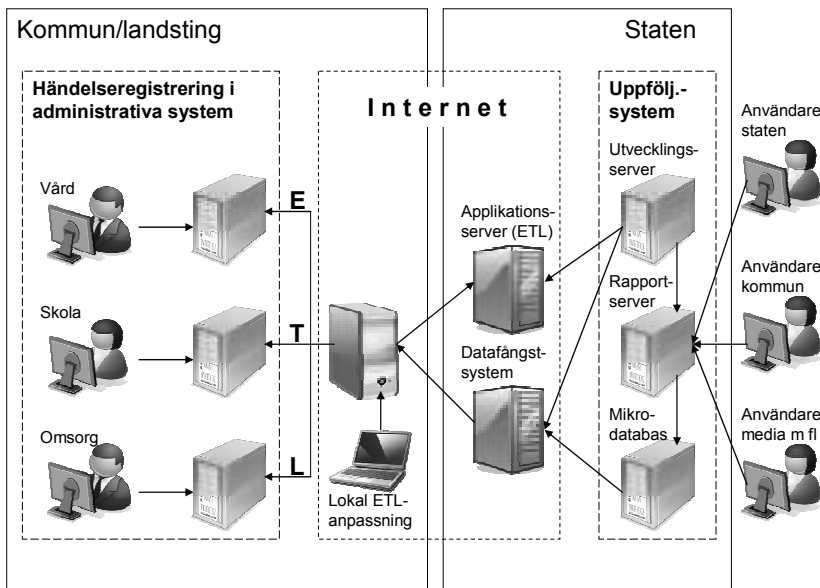 Kommun/landsting
Staten
Händelseregistrering i
administrativa system
Internet
Uppfölj.-
system
Användare
staten
Utvecklings-
server
Vård
E
Applikations-
server (ETL)
Rapport-
server
Användare
kommun
Skola
T
Datafångst-
system
Mikro-
databas
Användare
media m fl
Omsorg
L
Lokal ETL-
anpassning